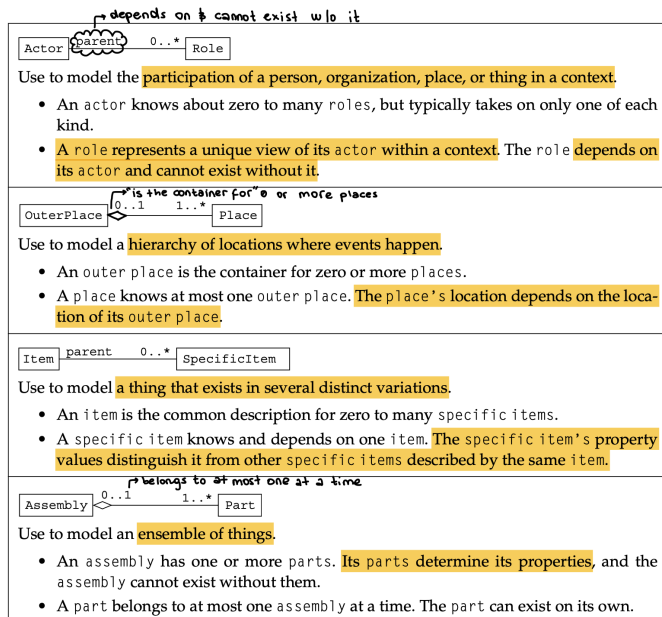 depends on & cannot exist w/o it
Actor parent 0..* Role
Use to model the participation of a person, organization, place, or thing in a context.
• An actor knows about zero to many roles, but typically takes on only one of each
kind.
• A role represents a unique view of its actor within a context. The role depends on
its actor and cannot exist without it.
"is the container for" 0 or more places
OuterPlace 0..1 1..* Place
Use to model a hierarchy of locations where events happen.
• An outer place is the container for zero or more places.
• A place knows at most one outer place. The place's location depends on the loca-
tion of its outer place.
Item parent 0..* SpecificItem
Use to model a thing that exists in several distinct variations.
• An item is the common description for zero to many specific items.
• A specific item knows and depends on one item. The specific item's property
values distinguish it from other specific items described by the same item.
belongs to at most one at a time
Assembly 0..1 1..* Part
Use to model an ensemble of things.
• An assembly has one or more parts. Its parts determine its properties, and the
assembly cannot exist without them.
• A part belongs to at most one assembly at a time. The part can exist on its own.